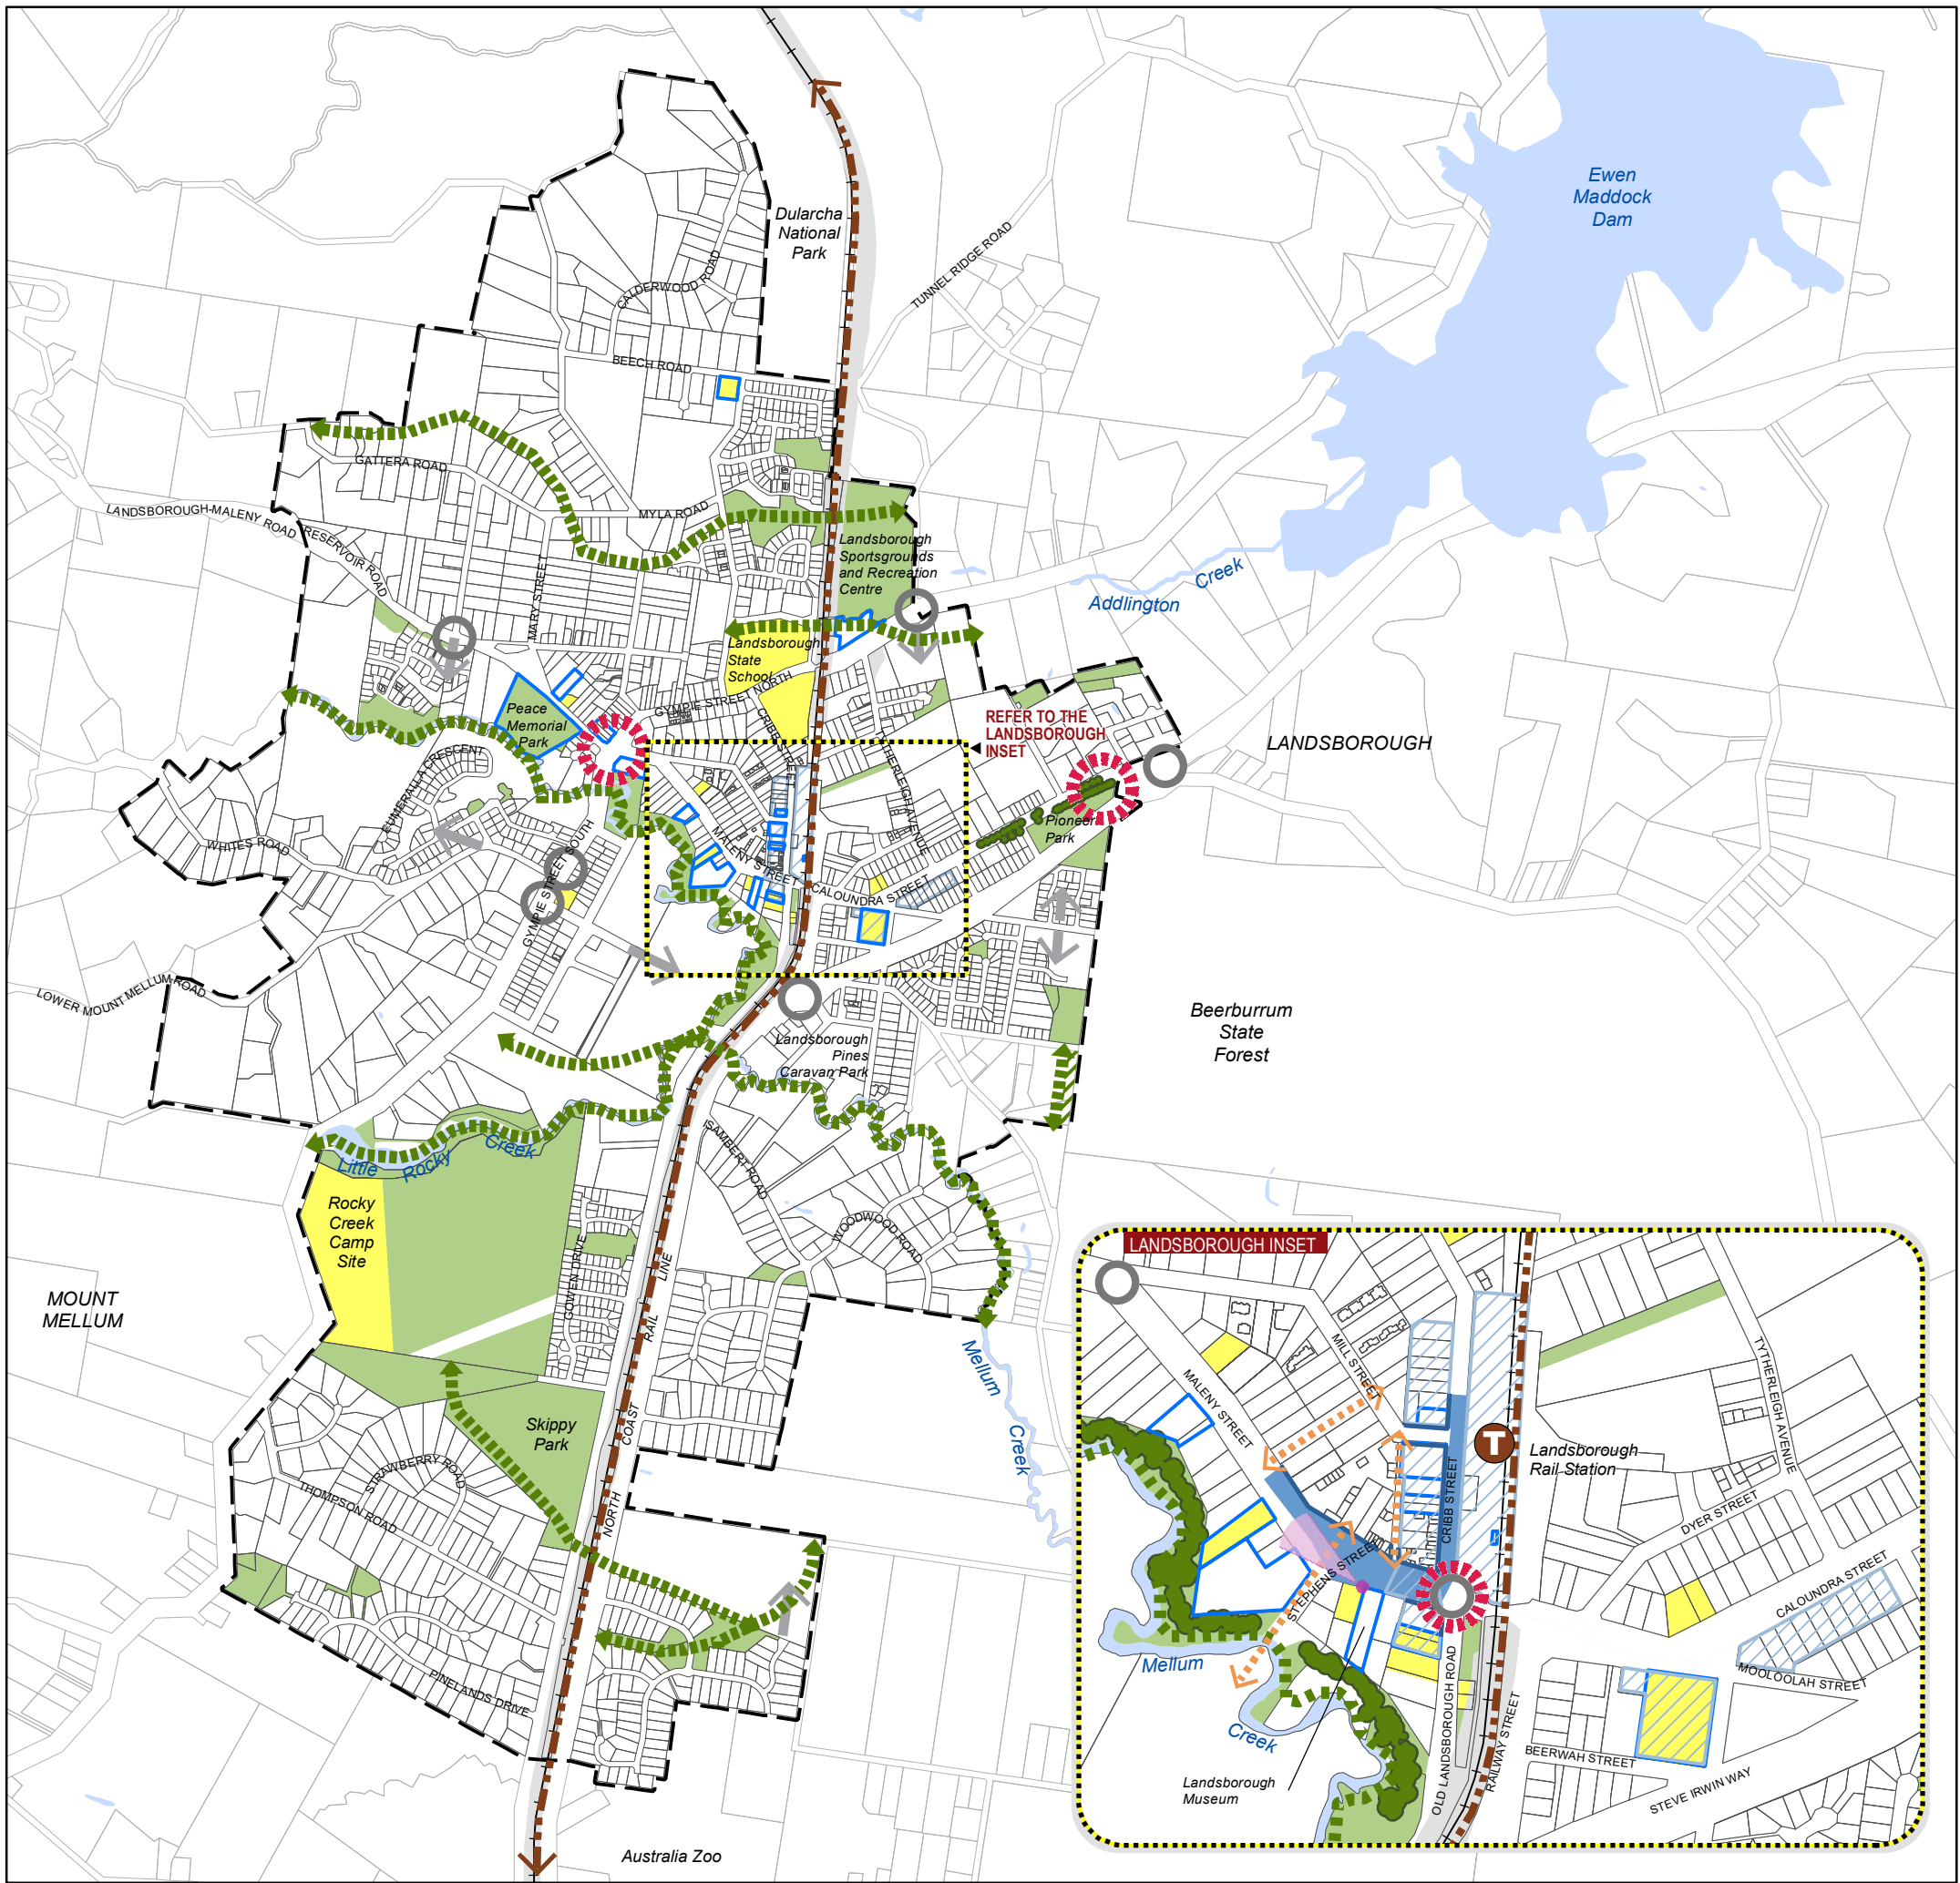 Ewen
Maddock
Dam
Dularcha
National
Park
TUNNEL RIDGE ROAD
CALDERWOOD ROAD
BEECH ROAD
GATTERA ROAD
LANDSBOROUGH-MALENY ROAD
RESERVOIR ROAD
MYLA ROAD
MARY STREET
Landsborough
Sportsgrounds
and Recreation
Centre
Addlington
Creek
Landsborough
State
School
GYMPIE STREET NORTH
CRIBB STREET
Peace
Memorial
Park
TYTHERLEIGH AVENUE
REFER TO THE
LANDSBOROUGH
INSET
LANDSBOROUGH
EUMERALLA CRESCENT
WHITES ROAD
GYMPIE STREET SOUTH
MALENY STREET
CALOUNDRA STREET
Pioneer
Park
LOWER MOUNT MELLUM ROAD
Beerburrum
State
Forest
Landsborough
Pines
Caravan Park
ISAMBERT ROAD
WOODWOOD ROAD
Little
Rocky
Creek
Rocky
Creek
Camp
Site
GOWEN DRIVE
MOUNT
MELLUM
NORTH
COAST
RAIL
LINE
Mellum
Creek
Skippy
Park
STRAWBERRY ROAD
THOMPSON ROAD
PINELANDS DRIVE
Australia Zoo
LANDSBOROUGH INSET
MILL STREET
MALENY STREET
TYTHERLEIGH AVENUE
T
Landsborough
Rail Station
CRIBB STREET
DYER STREET
STEPHENS STREET
CALOUNDRA STREET
MOOLOOLAH STREET
Mellum
Creek
OLD LANDSBOROUGH ROAD
RAILWAY STREET
BEERWAH STREET
STEVE IRWIN WAY
Landsborough
Museum